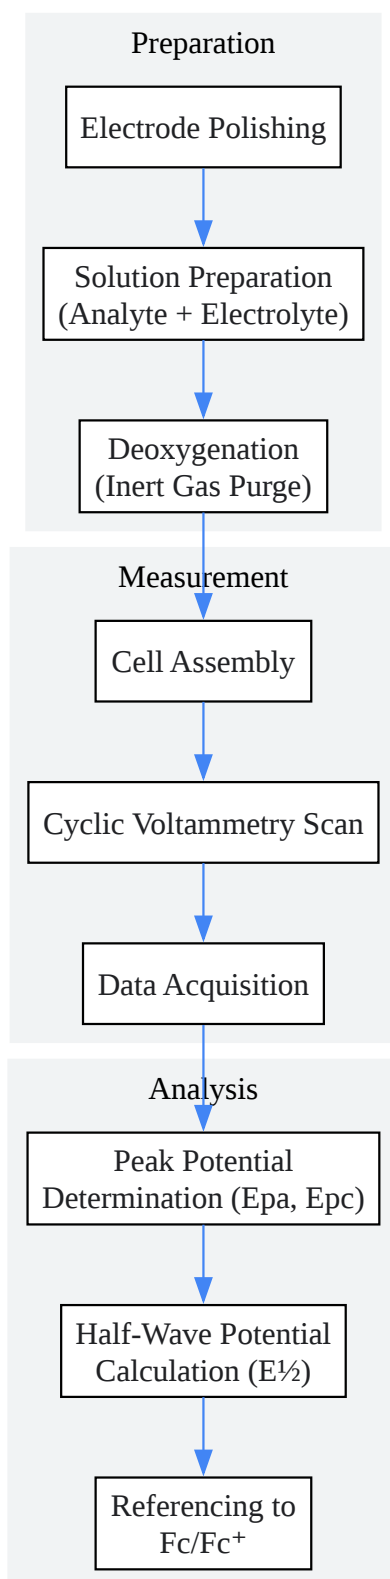 Preparation
Electrode Polishing
Solution Preparation
(Analyte + Electrolyte)
Deoxygenation
(Inert Gas Purge)
Measurement
Cell Assembly
Cyclic Voltammetry Scan
Data Acquisition
Analysis
Peak Potential
Determination (Epa, Epc)
Half-Wave Potential
Calculation (E½)
Referencing to
Fc/Fc⁺